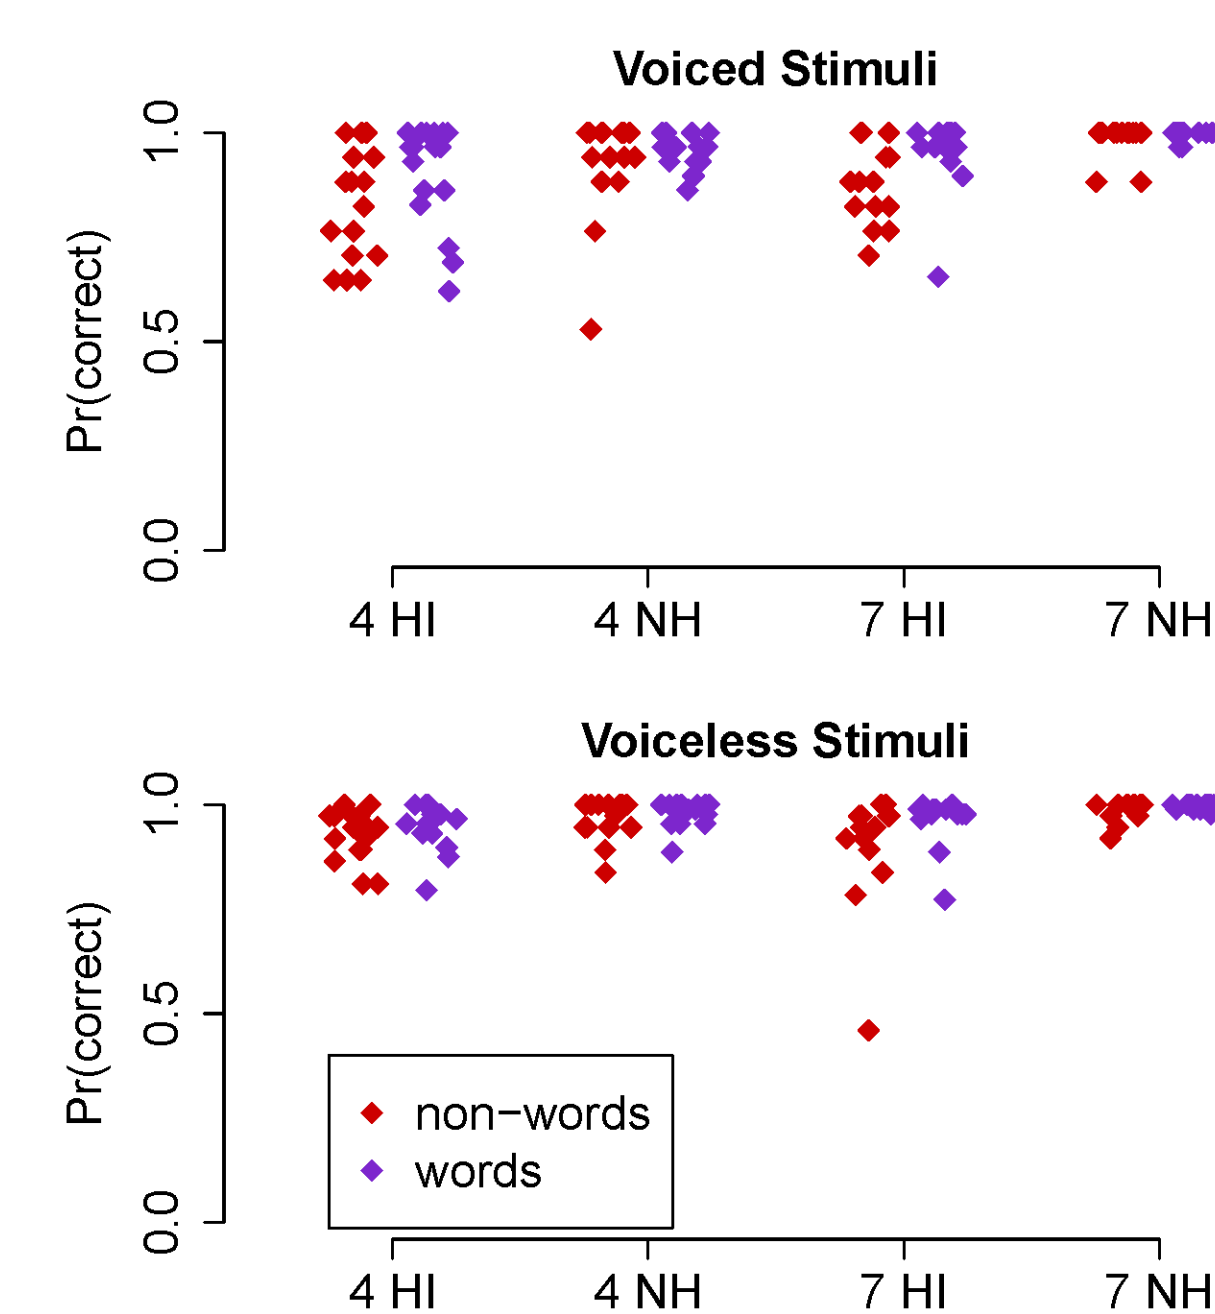 Voiced Stimuli
Pr(correct)
1.0
0.5
0.0
4 HI
4 NH
7 HI
7 NH
Voiceless Stimuli
Pr(correct)
1.0
0.5
0.0
non-words
words
4 HI
4 NH
7 HI
7 NH